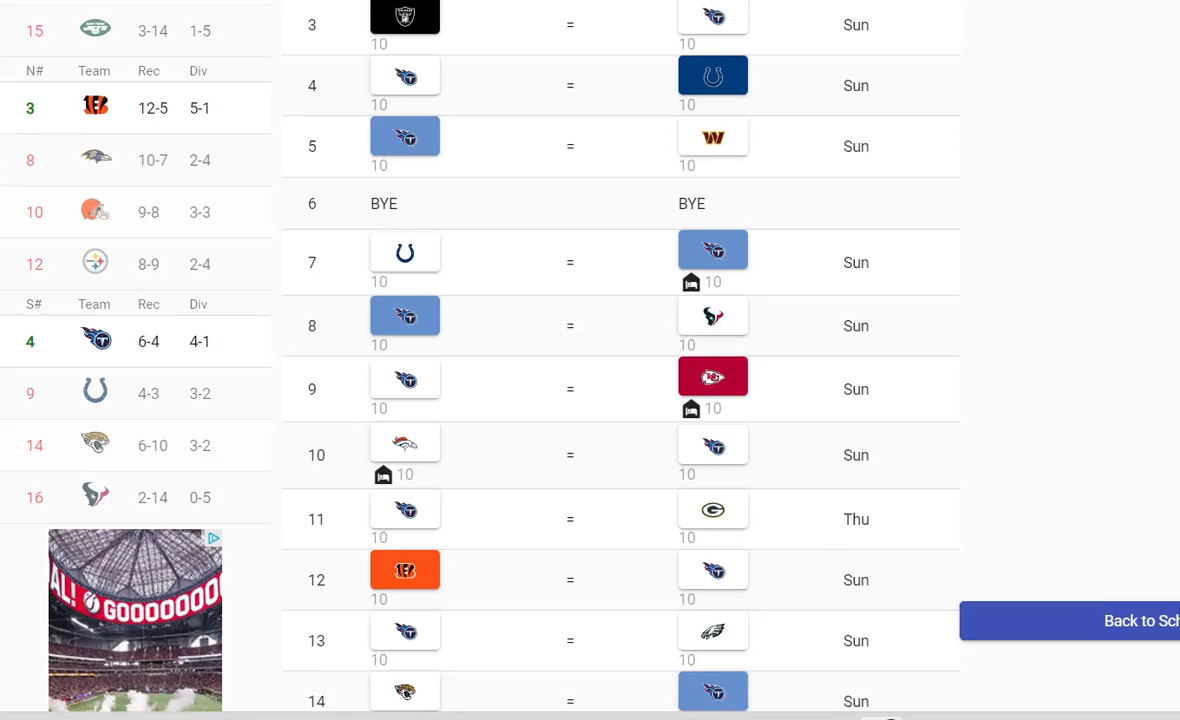 15 3-14 1-5
N# Team Rec Div
3 12-5 5-1
8 10-7 2-4
10 9-8 3-3
12 8-9 2-4
S# Team Rec Div
4 6-4 4-1
9 4-3 3-2
14 6-10 3-2
16 2-14 0-5
AL! GOOOOOOO
3 = Sun
10 10
4 = Sun
10 10
5 = Sun
10 10
6 BYE BYE
7 = Sun
10 10
8 = Sun
10 10
9 = Sun
10 10
10 = Sun
10 10
11 = Thu
10 10
12 = Sun
10 10
13 = Sun
10 10
14 = Sun
Back to Sch